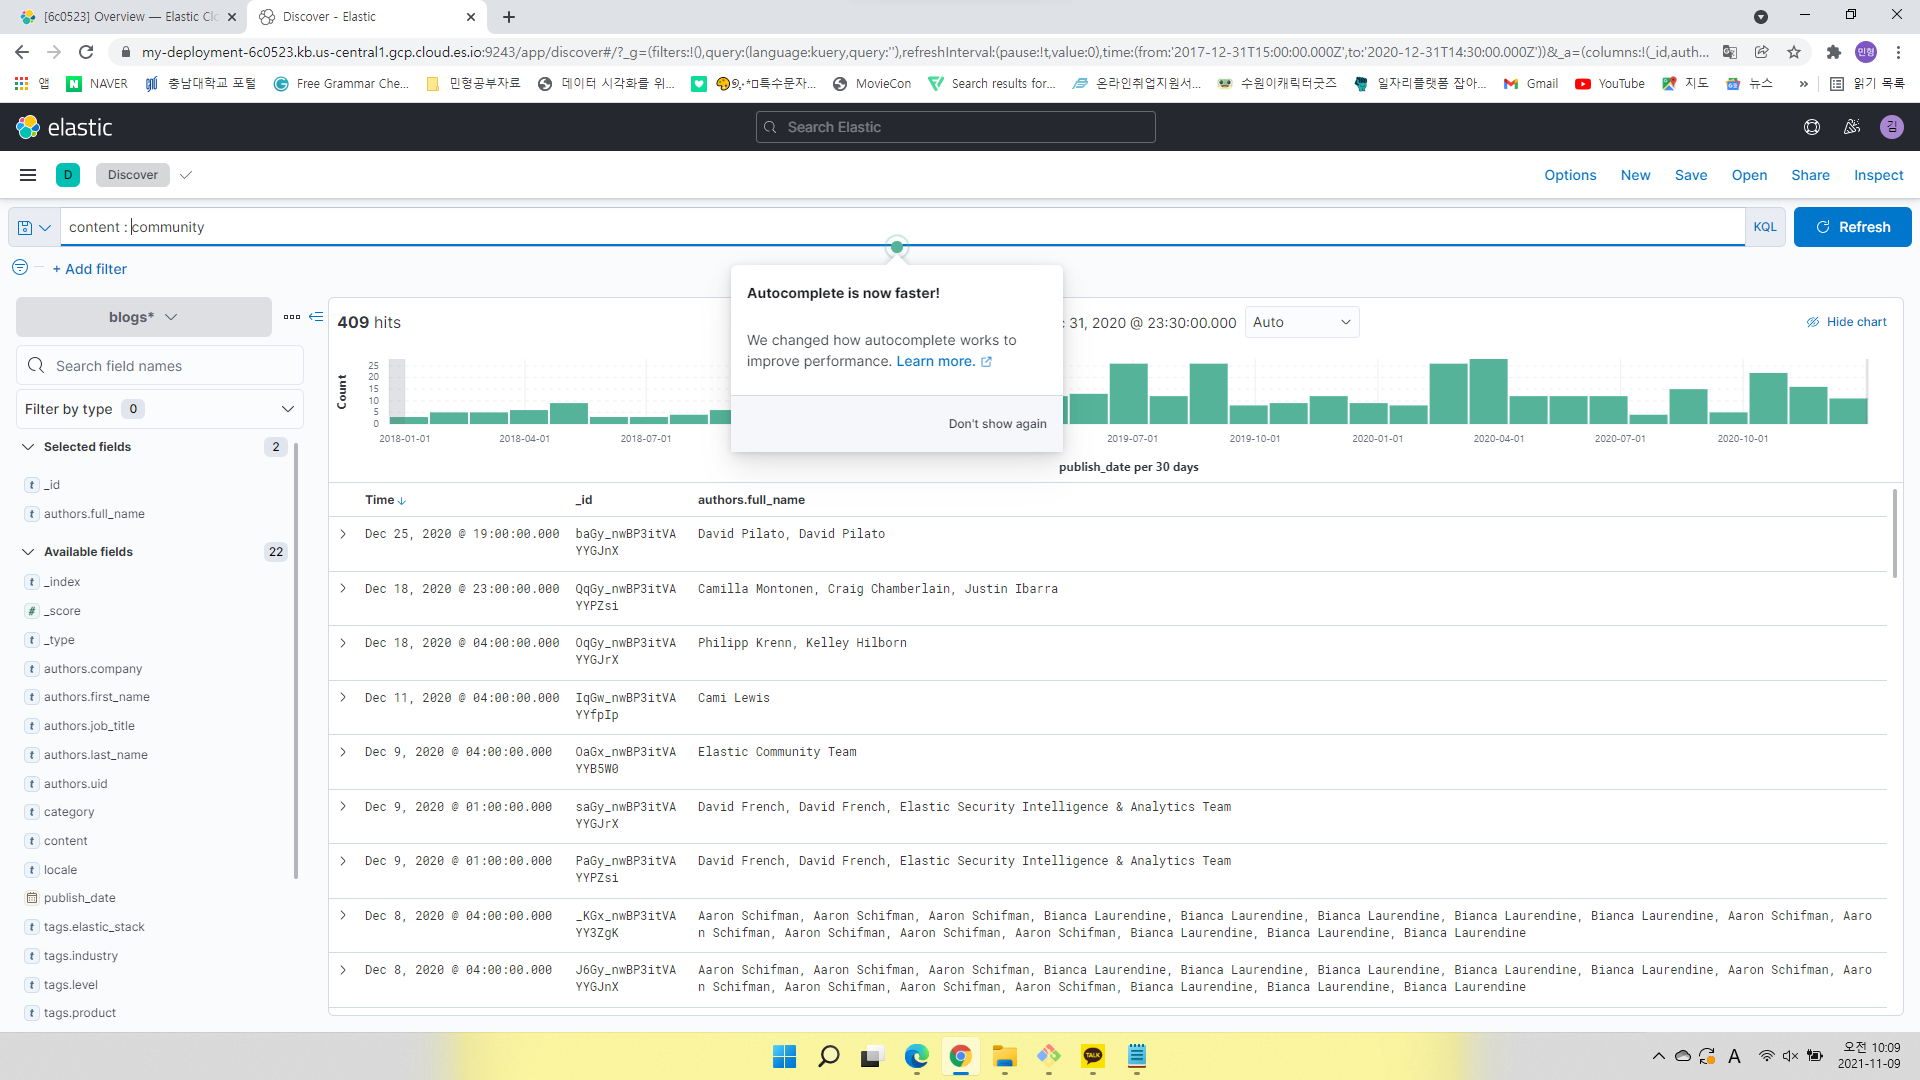 [6c0523] Overview — Elastic Clo
Discover - Elastic
my-deployment-6c0523.kb.us-central1.gcp.cloud.es.io:9243/app/discover#/?_g=(filters:!(),query:(language:kuery,query:''),refreshInterval:(pause:!t,value:0),time:(from:'2017-12-31T15:00:00.000Z',to:'2020-12-31T14:30:00.000Z'))&_a=(columns:!(_id,auth...
민형
앱
NAVER
충남대학교 포털
Free Grammar Che...
민형공부자료
데이터 시각화를 위...
MovieCon
Search results for...
온라인취업지원서...
수원이캐릭터굿즈
일자리플랫폼 잡아...
Gmail
YouTube
지도
뉴스
»
읽기 목록
elastic
Search Elastic
김
D
Discover
Options
New
Save
Open
Share
Inspect
content : community
KQL
Refresh
+ Add filter
Autocomplete is now faster!
We changed how autocomplete works to
improve performance. Learn more.
Don't show again
blogs*
Search field names
Filter by type 0
Selected fields 2
t _id
t authors.full_name
Available fields 22
t _index
# _score
t _type
t authors.company
t authors.first_name
t authors.job_title
t authors.last_name
t authors.uid
t category
t content
t locale
publish_date
t tags.elastic_stack
t tags.industry
t tags.level
t tags.product
409 hits
31, 2020 @ 23:30:00.000
Auto
Hide chart
Count
25
20
15
10
5
0
2018-01-01
2018-04-01
2018-07-01
2019-07-01
2019-10-01
2020-01-01
2020-04-01
2020-07-01
2020-10-01
publish_date per 30 days
Time
_id
authors.full_name
Dec 25, 2020 @ 19:00:00.000
baGy_nwBP3itVA
YYGJnX
David Pilato, David Pilato
Dec 18, 2020 @ 23:00:00.000
QqGy_nwBP3itVA
YYPZsi
Camilla Montonen, Craig Chamberlain, Justin Ibarra
Dec 18, 2020 @ 04:00:00.000
OqGy_nwBP3itVA
YYGJrX
Philipp Krenn, Kelley Hilborn
Dec 11, 2020 @ 04:00:00.000
IqGw_nwBP3itVA
YYfpIp
Cami Lewis
Dec 9, 2020 @ 04:00:00.000
OaGx_nwBP3itVA
YYB5W0
Elastic Community Team
Dec 9, 2020 @ 01:00:00.000
saGy_nwBP3itVA
YYGJrX
David French, David French, Elastic Security Intelligence & Analytics Team
Dec 9, 2020 @ 01:00:00.000
PaGy_nwBP3itVA
YYPZsi
David French, David French, Elastic Security Intelligence & Analytics Team
Dec 8, 2020 @ 04:00:00.000
_KGx_nwBP3itVA
YY3ZgK
Aaron Schifman, Aaron Schifman, Aaron Schifman, Bianca Laurendine, Bianca Laurendine, Bianca Laurendine, Bianca Laurendine, Bianca Laurendine, Aaron Schifman, Aaro
n Schifman, Aaron Schifman, Aaron Schifman, Aaron Schifman, Bianca Laurendine, Bianca Laurendine, Bianca Laurendine
Dec 8, 2020 @ 04:00:00.000
J6Gy_nwBP3itVA
YYGJnX
Aaron Schifman, Aaron Schifman, Aaron Schifman, Bianca Laurendine, Bianca Laurendine, Bianca Laurendine, Bianca Laurendine, Bianca Laurendine, Aaron Schifman, Aaro
n Schifman, Aaron Schifman, Aaron Schifman, Aaron Schifman, Bianca Laurendine, Bianca Laurendine, Bianca Laurendine
TALK
A
오전 10:09
2021-11-09